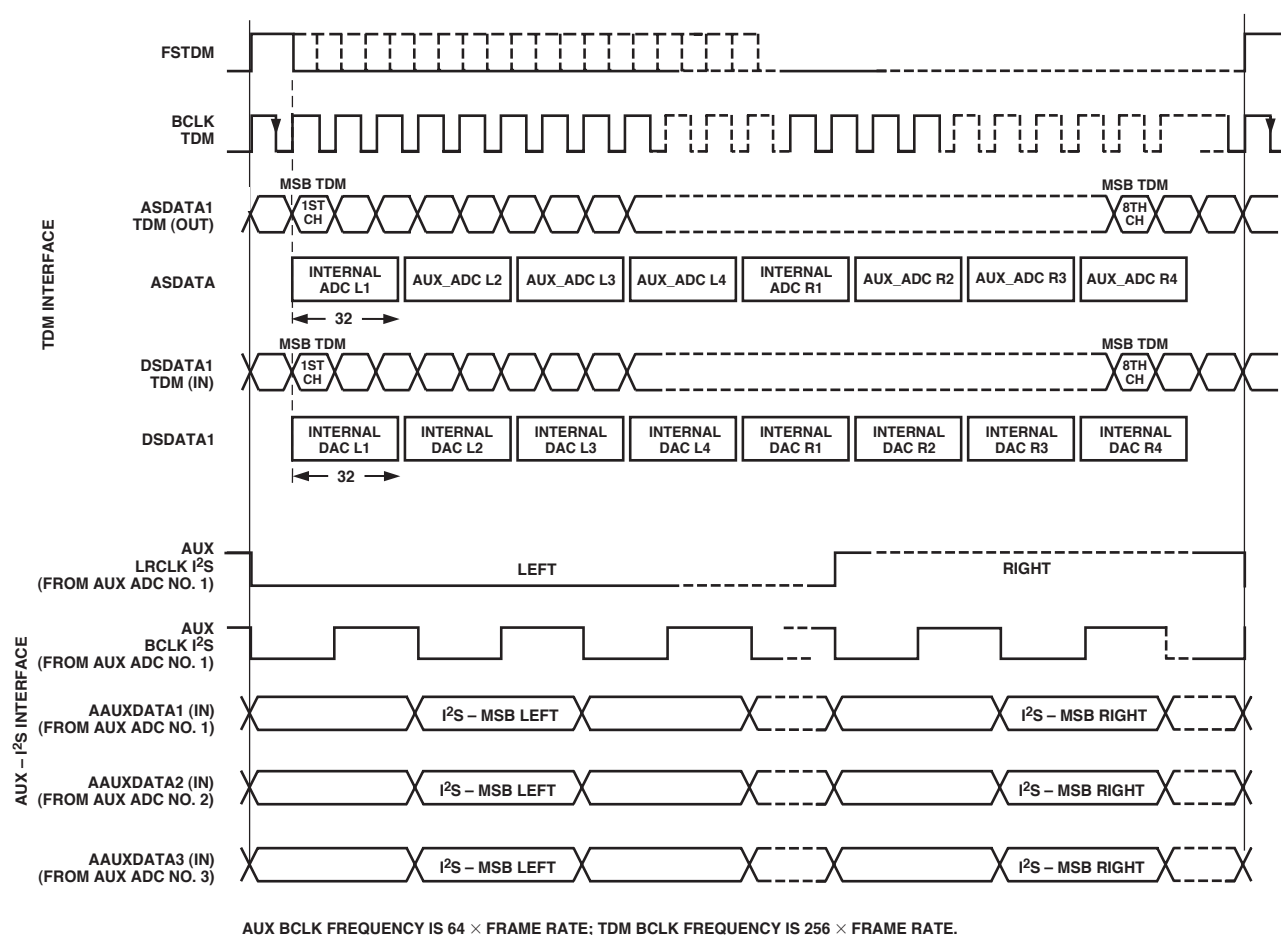 FSTDM
BCLK
TDM
MSB TDM
MSB TDM
ASDATA1
TDM (OUT)
1ST
CH
8TH
CH
ASDATA
INTERNAL
ADC L1
AUX_ADC L2
AUX_ADC L3
AUX_ADC L4
INTERNAL
ADC R1
AUX_ADC R2
AUX_ADC R3
AUX_ADC R4
32
TDM INTERFACE
MSB TDM
MSB TDM
DSDATA1
TDM (IN)
1ST
CH
8TH
CH
DSDATA1
INTERNAL
DAC L1
INTERNAL
DAC L2
INTERNAL
DAC L3
INTERNAL
DAC L4
INTERNAL
DAC R1
INTERNAL
DAC R2
INTERNAL
DAC R3
INTERNAL
DAC R4
32
AUX
LRCLK I²S
(FROM AUX ADC NO. 1)
LEFT
RIGHT
AUX
BCLK I²S
(FROM AUX ADC NO. 1)
AUX – I²S INTERFACE
AAUXDATA1 (IN)
(FROM AUX ADC NO. 1)
I²S – MSB LEFT
I²S – MSB RIGHT
AAUXDATA2 (IN)
(FROM AUX ADC NO. 2)
I²S – MSB LEFT
I²S – MSB RIGHT
AAUXDATA3 (IN)
(FROM AUX ADC NO. 3)
I²S – MSB LEFT
I²S – MSB RIGHT
AUX BCLK FREQUENCY IS 64 × FRAME RATE; TDM BCLK FREQUENCY IS 256 × FRAME RATE.